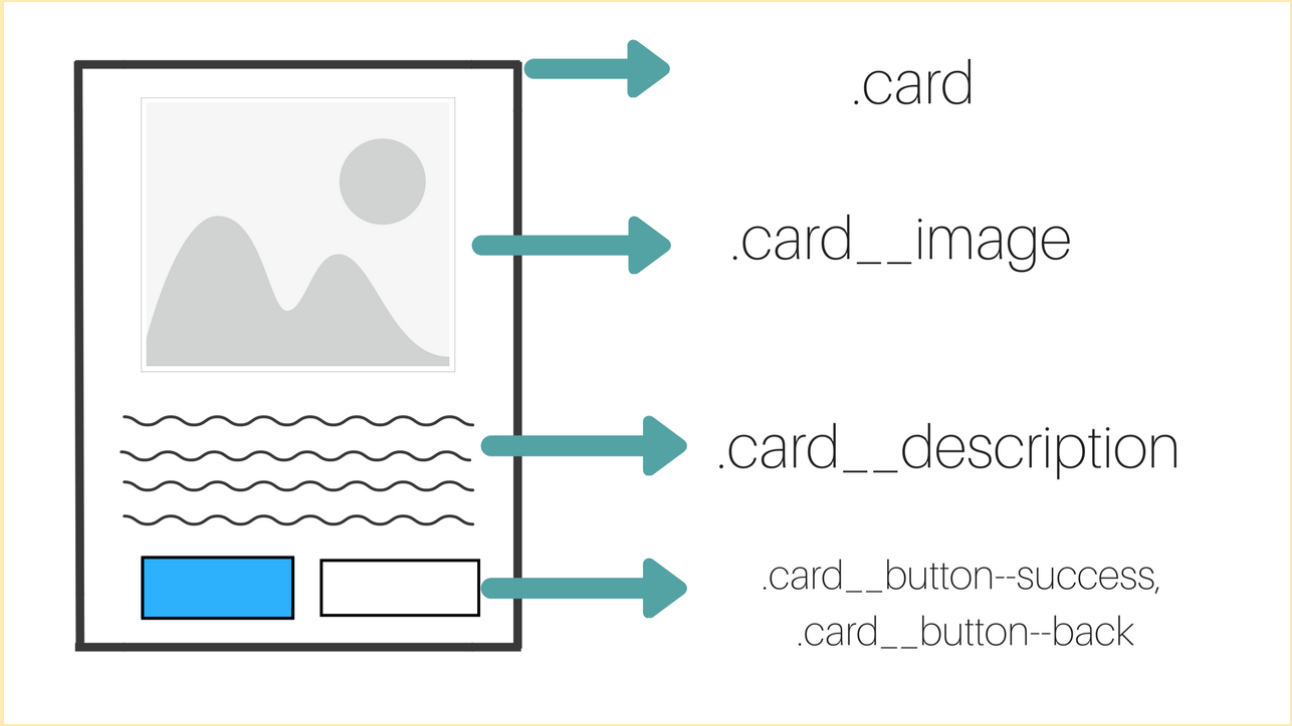 .card
.card__image
.card__description
.card__button--success,
.card__button--back